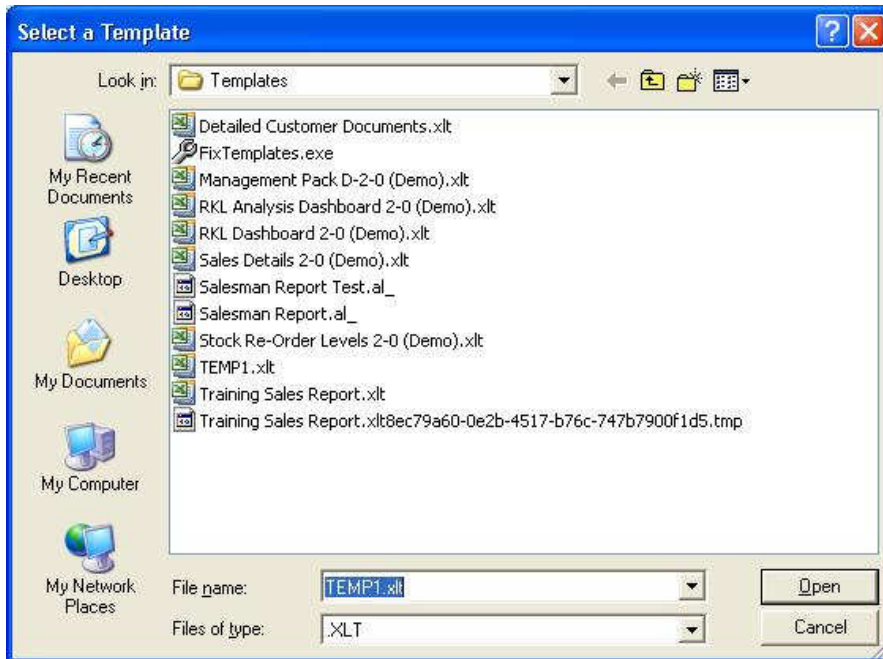 Select a Template
Look in:
Templates
My Recent
Documents
Desktop
My Documents
My Computer
My Network
Places
Detailed Customer Documents.xlt
FixTemplates.exe
Management Pack D-2-0 (Demo).xlt
RKL Analysis Dashboard 2-0 (Demo).xlt
RKL Dashboard 2-0 (Demo).xlt
Sales Details 2-0 (Demo).xlt
Salesman Report Test.al_
Salesman Report.al_
Stock Re-Order Levels 2-0 (Demo).xlt
TEMP1.xlt
Training Sales Report.xlt
Training Sales Report.xlt8ec79a60-0e2b-4517-b76c-747b7900f1d5.tmp
File name:
TEMP1.xlt
Open
Files of type:
.XLT
Cancel